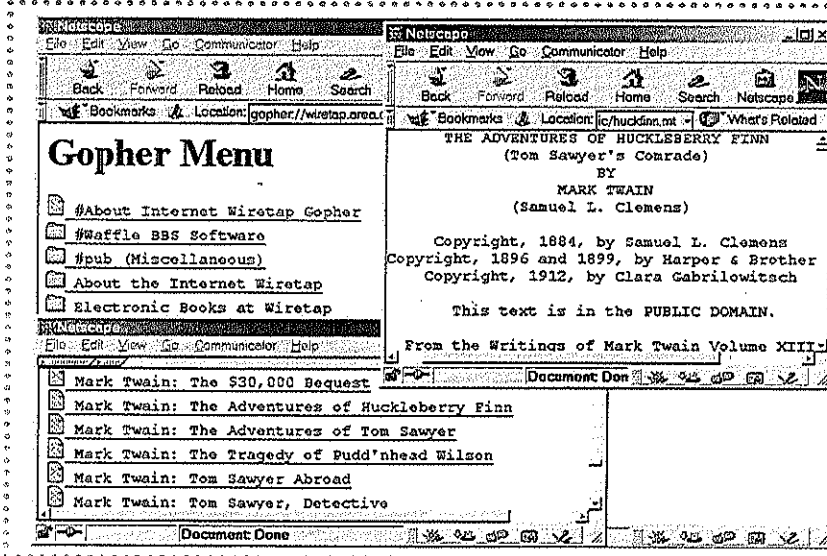 Netscape
File Edit View Go Communicator Help
Back Forward Reload Home Search
Bookmarks Location: gopher://wiretap.area.
Gopher Menu
#About Internet Wiretap Gopher
#Waffle BBS Software
#pub (Miscellaneous)
About the Internet Wiretap
Electronic Books at Wiretap
Netscape
File Edit View Go Communicator Help
Back Forward Reload Home Search Netscape
Bookmarks Location: ic/huckfinn.mt What's Related
THE ADVENTURES OF HUCKLEBERRY FINN
(Tom Sawyer's Comrade)
BY
MARK TWAIN
(Samuel L. Clemens)
Copyright, 1884, by Samuel L. Clemens
Copyright, 1896 and 1899, by Harper & Brother
Copyright, 1912, by Clara Gabrilowitsch
This text is in the PUBLIC DOMAIN.
From the Writings of Mark Twain Volume XIII
Document: Don
Netscape
File Edit View Go Communicator Help
Mark Twain: The $30,000 Bequest
Mark Twain: The Adventures of Huckleberry Finn
Mark Twain: The Adventures of Tom Sawyer
Mark Twain: The Tragedy of Pudd'nhead Wilson
Mark Twain: Tom Sawyer Abroad
Mark Twain: Tom Sawyer, Detective
Document: Done